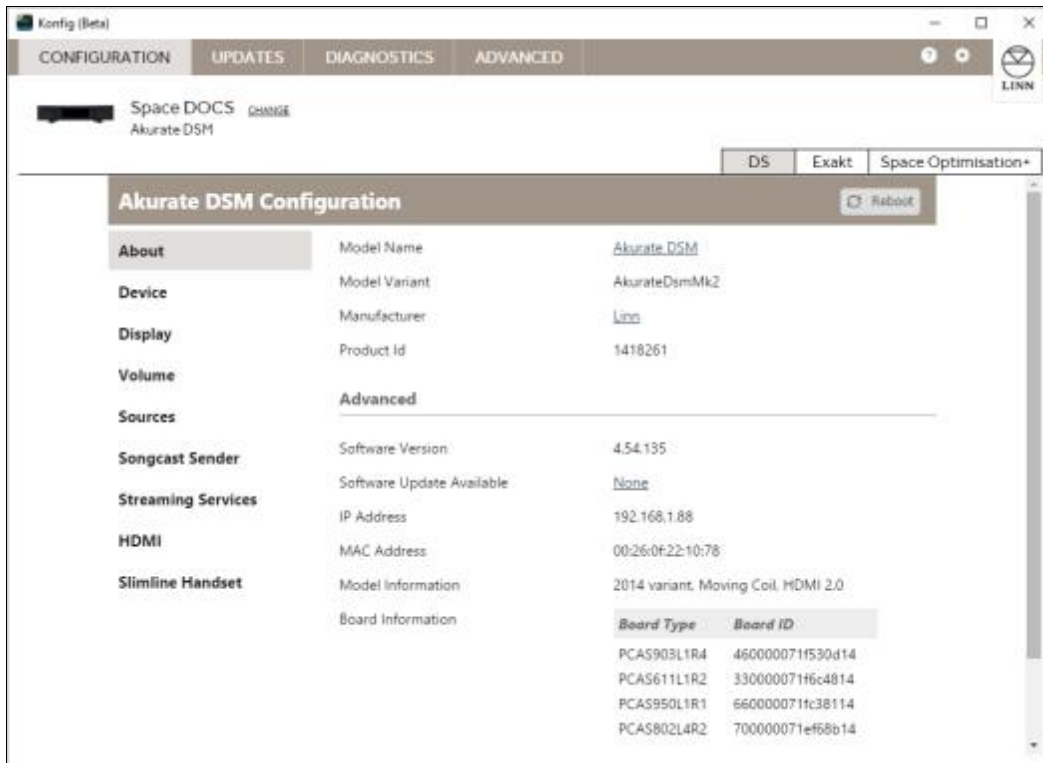 Konfig (Beta)
CONFIGURATION UPDATES DIAGNOSTICS ADVANCED
LINN
Space DOCS CHANGE
Akurate DSM
DS Exakt Space Optimisation+
Akurate DSM Configuration Reboot
About Model Name Akurate DSM
Model Variant AkurateDsmMk2
Device
Manufacturer Linn
Display
Product Id 1418261
Volume
Advanced
Sources
Software Version 4.54.135
Songcast Sender
Software Update Available None
Streaming Services
IP Address 192.168.1.88
HDMI
MAC Address 00:26:0f:22:10:78
Slimline Handset Model Information 2014 variant, Moving Coil, HDMI 2.0
Board Information Board Type Board ID
PCAS903L1R4 460000071f530d14
PCAS611L1R2 330000071f6c4814
PCAS950L1R1 660000071fc38114
PCAS802L4R2 700000071ef68b14